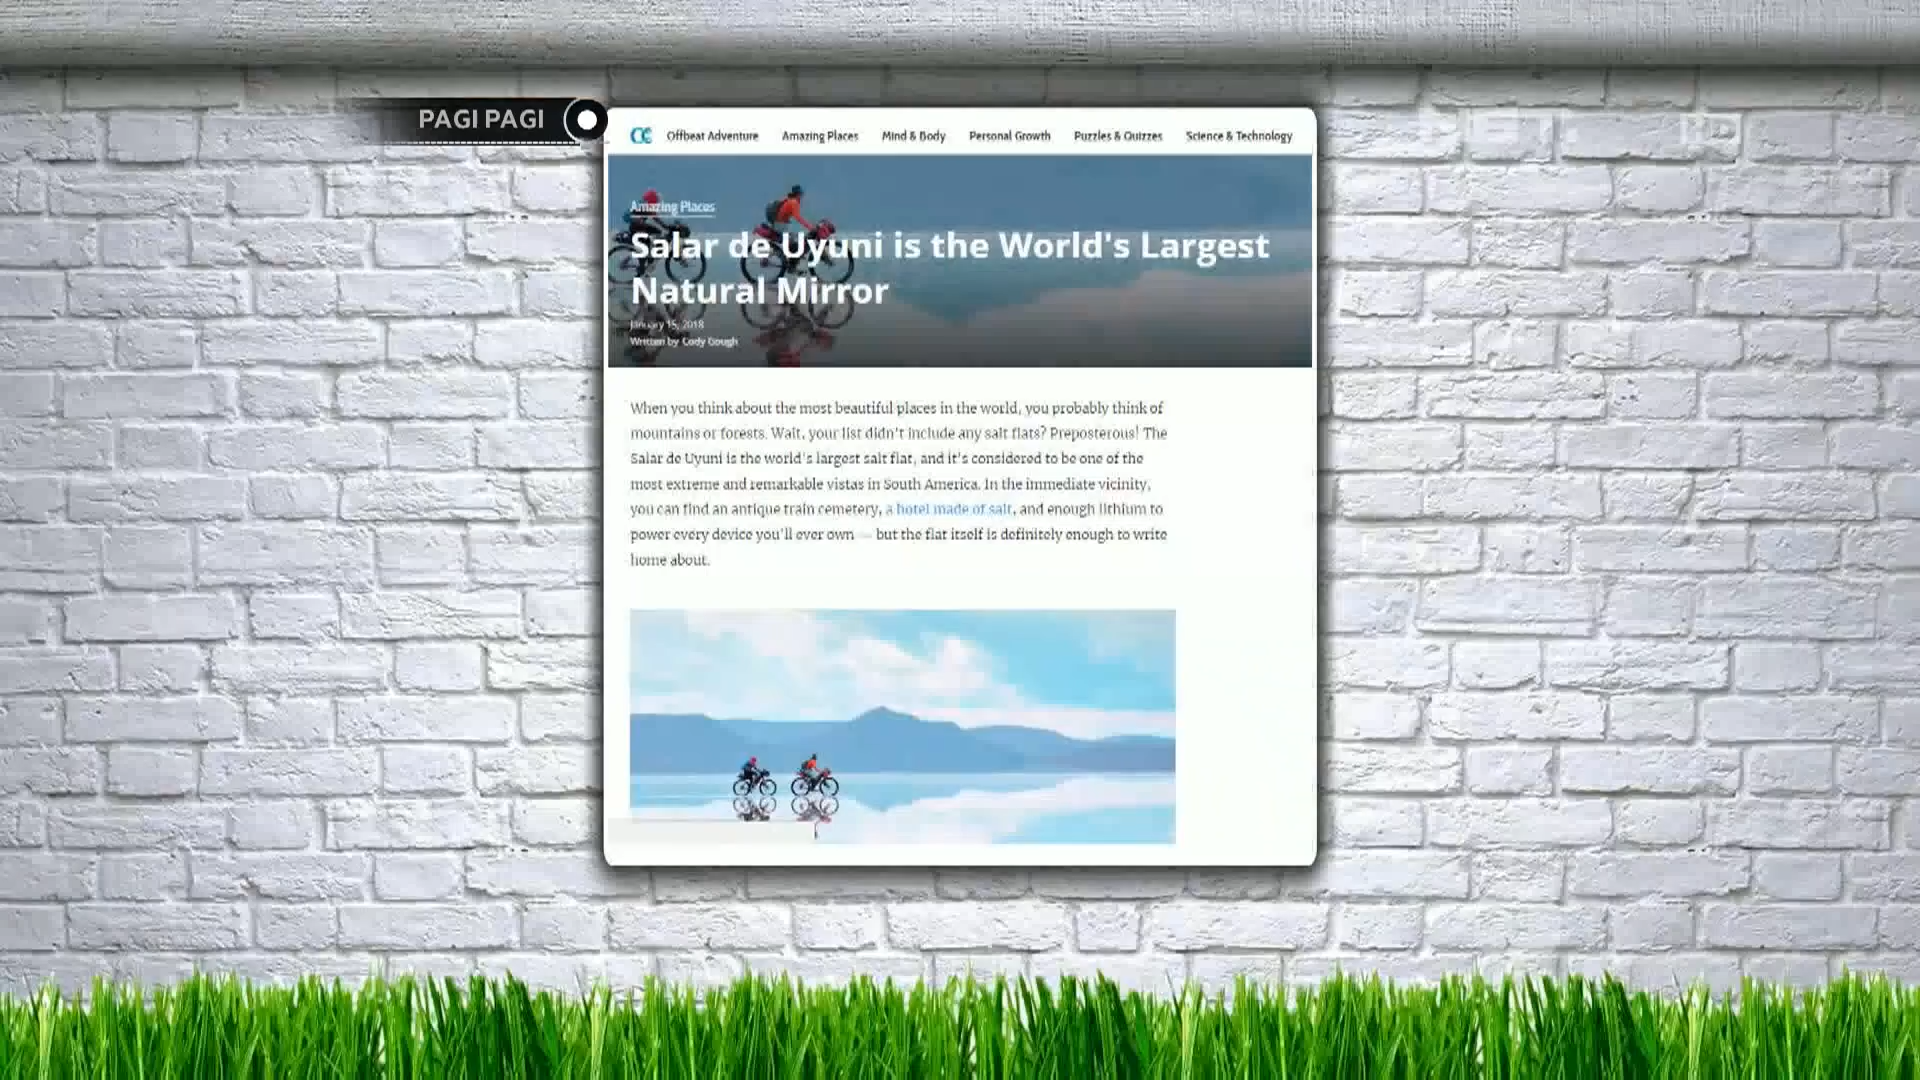 PAGI PAGI
Offbeat Adventure Amazing Places Mind & Body Personal Growth Puzzles & Quizzes Science & Technology
Amazing Places
Salar de Uyuni is the World's Largest
Natural Mirror
January 15, 2018
Written by Cody Gough
When you think about the most beautiful places in the world, you probably think of
mountains or forests. Wait, your list didn't include any salt flats? Preposterous! The
Salar de Uyuni is the world's largest salt flat, and it's considered to be one of the
most extreme and remarkable vistas in South America. In the immediate vicinity,
you can find an antique train cemetery, a hotel made of salt, and enough lithium to
power every device you'll ever own — but the flat itself is definitely enough to write
home about.